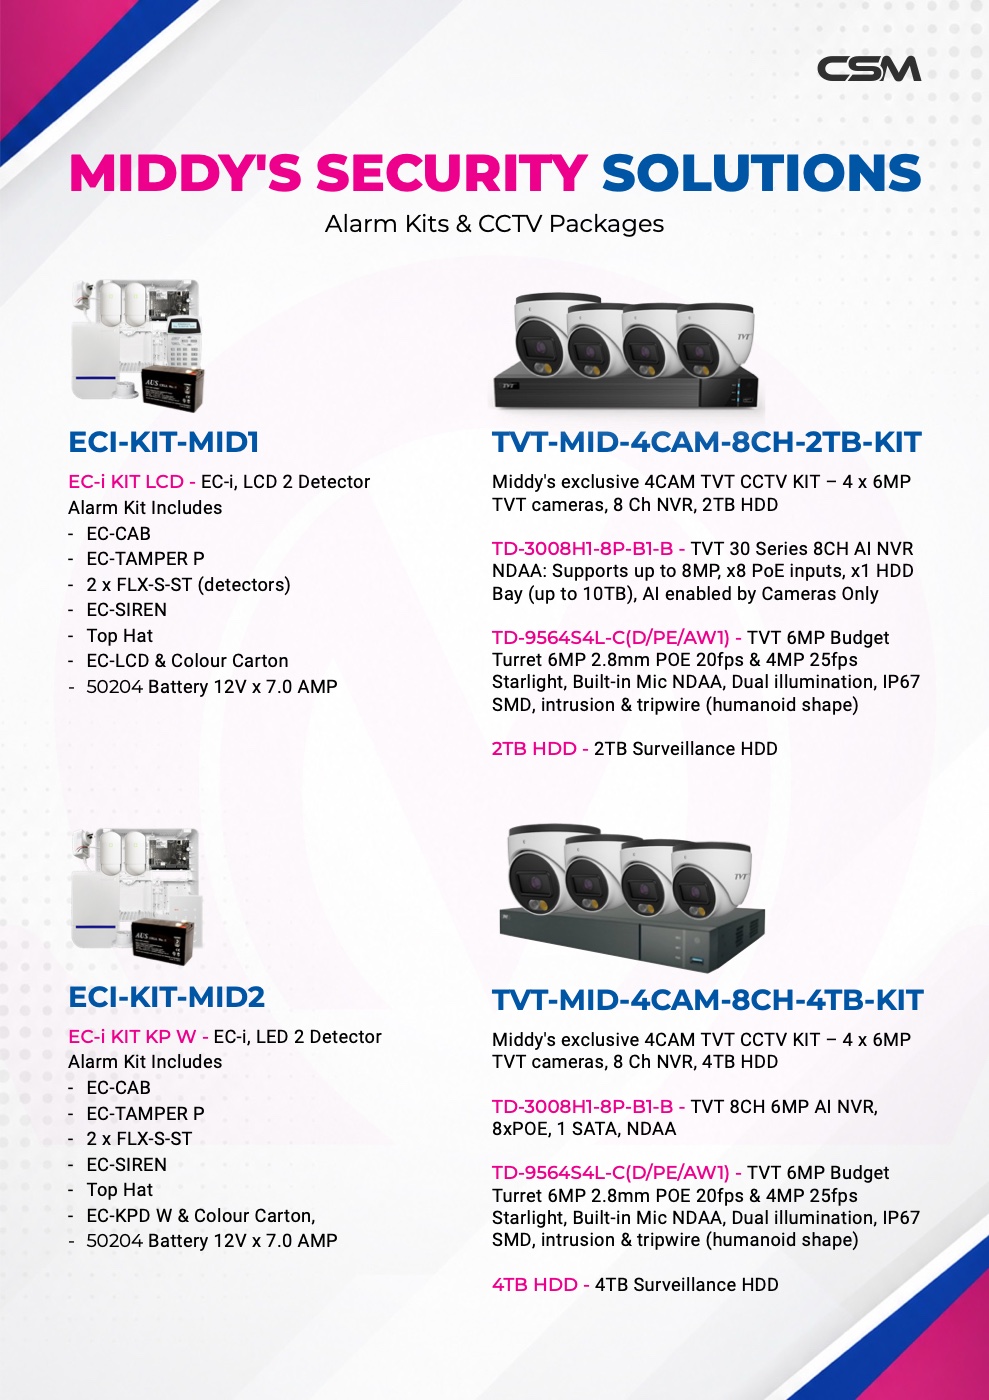 CSM
MIDDY'S SECURITY SOLUTIONS
Alarm Kits & CCTV Packages
ECI-KIT-MID1
EC-i KIT LCD - EC-i, LCD 2 Detector
Alarm Kit Includes
- EC-CAB
- EC-TAMPER P
- 2 x FLX-S-ST (detectors)
- EC-SIREN
- Top Hat
- EC-LCD & Colour Carton
- 50204 Battery 12V x 7.0 AMP
TVT
TVT
TVT-MID-4CAM-8CH-2TB-KIT
Middy's exclusive 4CAM TVT CCTV KIT – 4 x 6MP
TVT cameras, 8 Ch NVR, 2TB HDD
TD-3008H1-8P-B1-B - TVT 30 Series 8CH AI NVR
NDAA: Supports up to 8MP, x8 PoE inputs, x1 HDD
Bay (up to 10TB), AI enabled by Cameras Only
TD-9564S4L-C(D/PE/AW1) - TVT 6MP Budget
Turret 6MP 2.8mm POE 20fps & 4MP 25fps
Starlight, Built-in Mic NDAA, Dual illumination, IP67
SMD, intrusion & tripwire (humanoid shape)
2TB HDD - 2TB Surveillance HDD
AUS
ECI-KIT-MID2
EC-i KIT KP W - EC-i, LED 2 Detector
Alarm Kit Includes
- EC-CAB
- EC-TAMPER P
- 2 x FLX-S-ST
- EC-SIREN
- Top Hat
- EC-KPD W & Colour Carton,
- 50204 Battery 12V x 7.0 AMP
AUS
TVT
TVT-MID-4CAM-8CH-4TB-KIT
Middy's exclusive 4CAM TVT CCTV KIT – 4 x 6MP
TVT cameras, 8 Ch NVR, 4TB HDD
TD-3008H1-8P-B1-B - TVT 8CH 6MP AI NVR,
8xPOE, 1 SATA, NDAA
TD-9564S4L-C(D/PE/AW1) - TVT 6MP Budget
Turret 6MP 2.8mm POE 20fps & 4MP 25fps
Starlight, Built-in Mic NDAA, Dual illumination, IP67
SMD, intrusion & tripwire (humanoid shape)
4TB HDD - 4TB Surveillance HDD